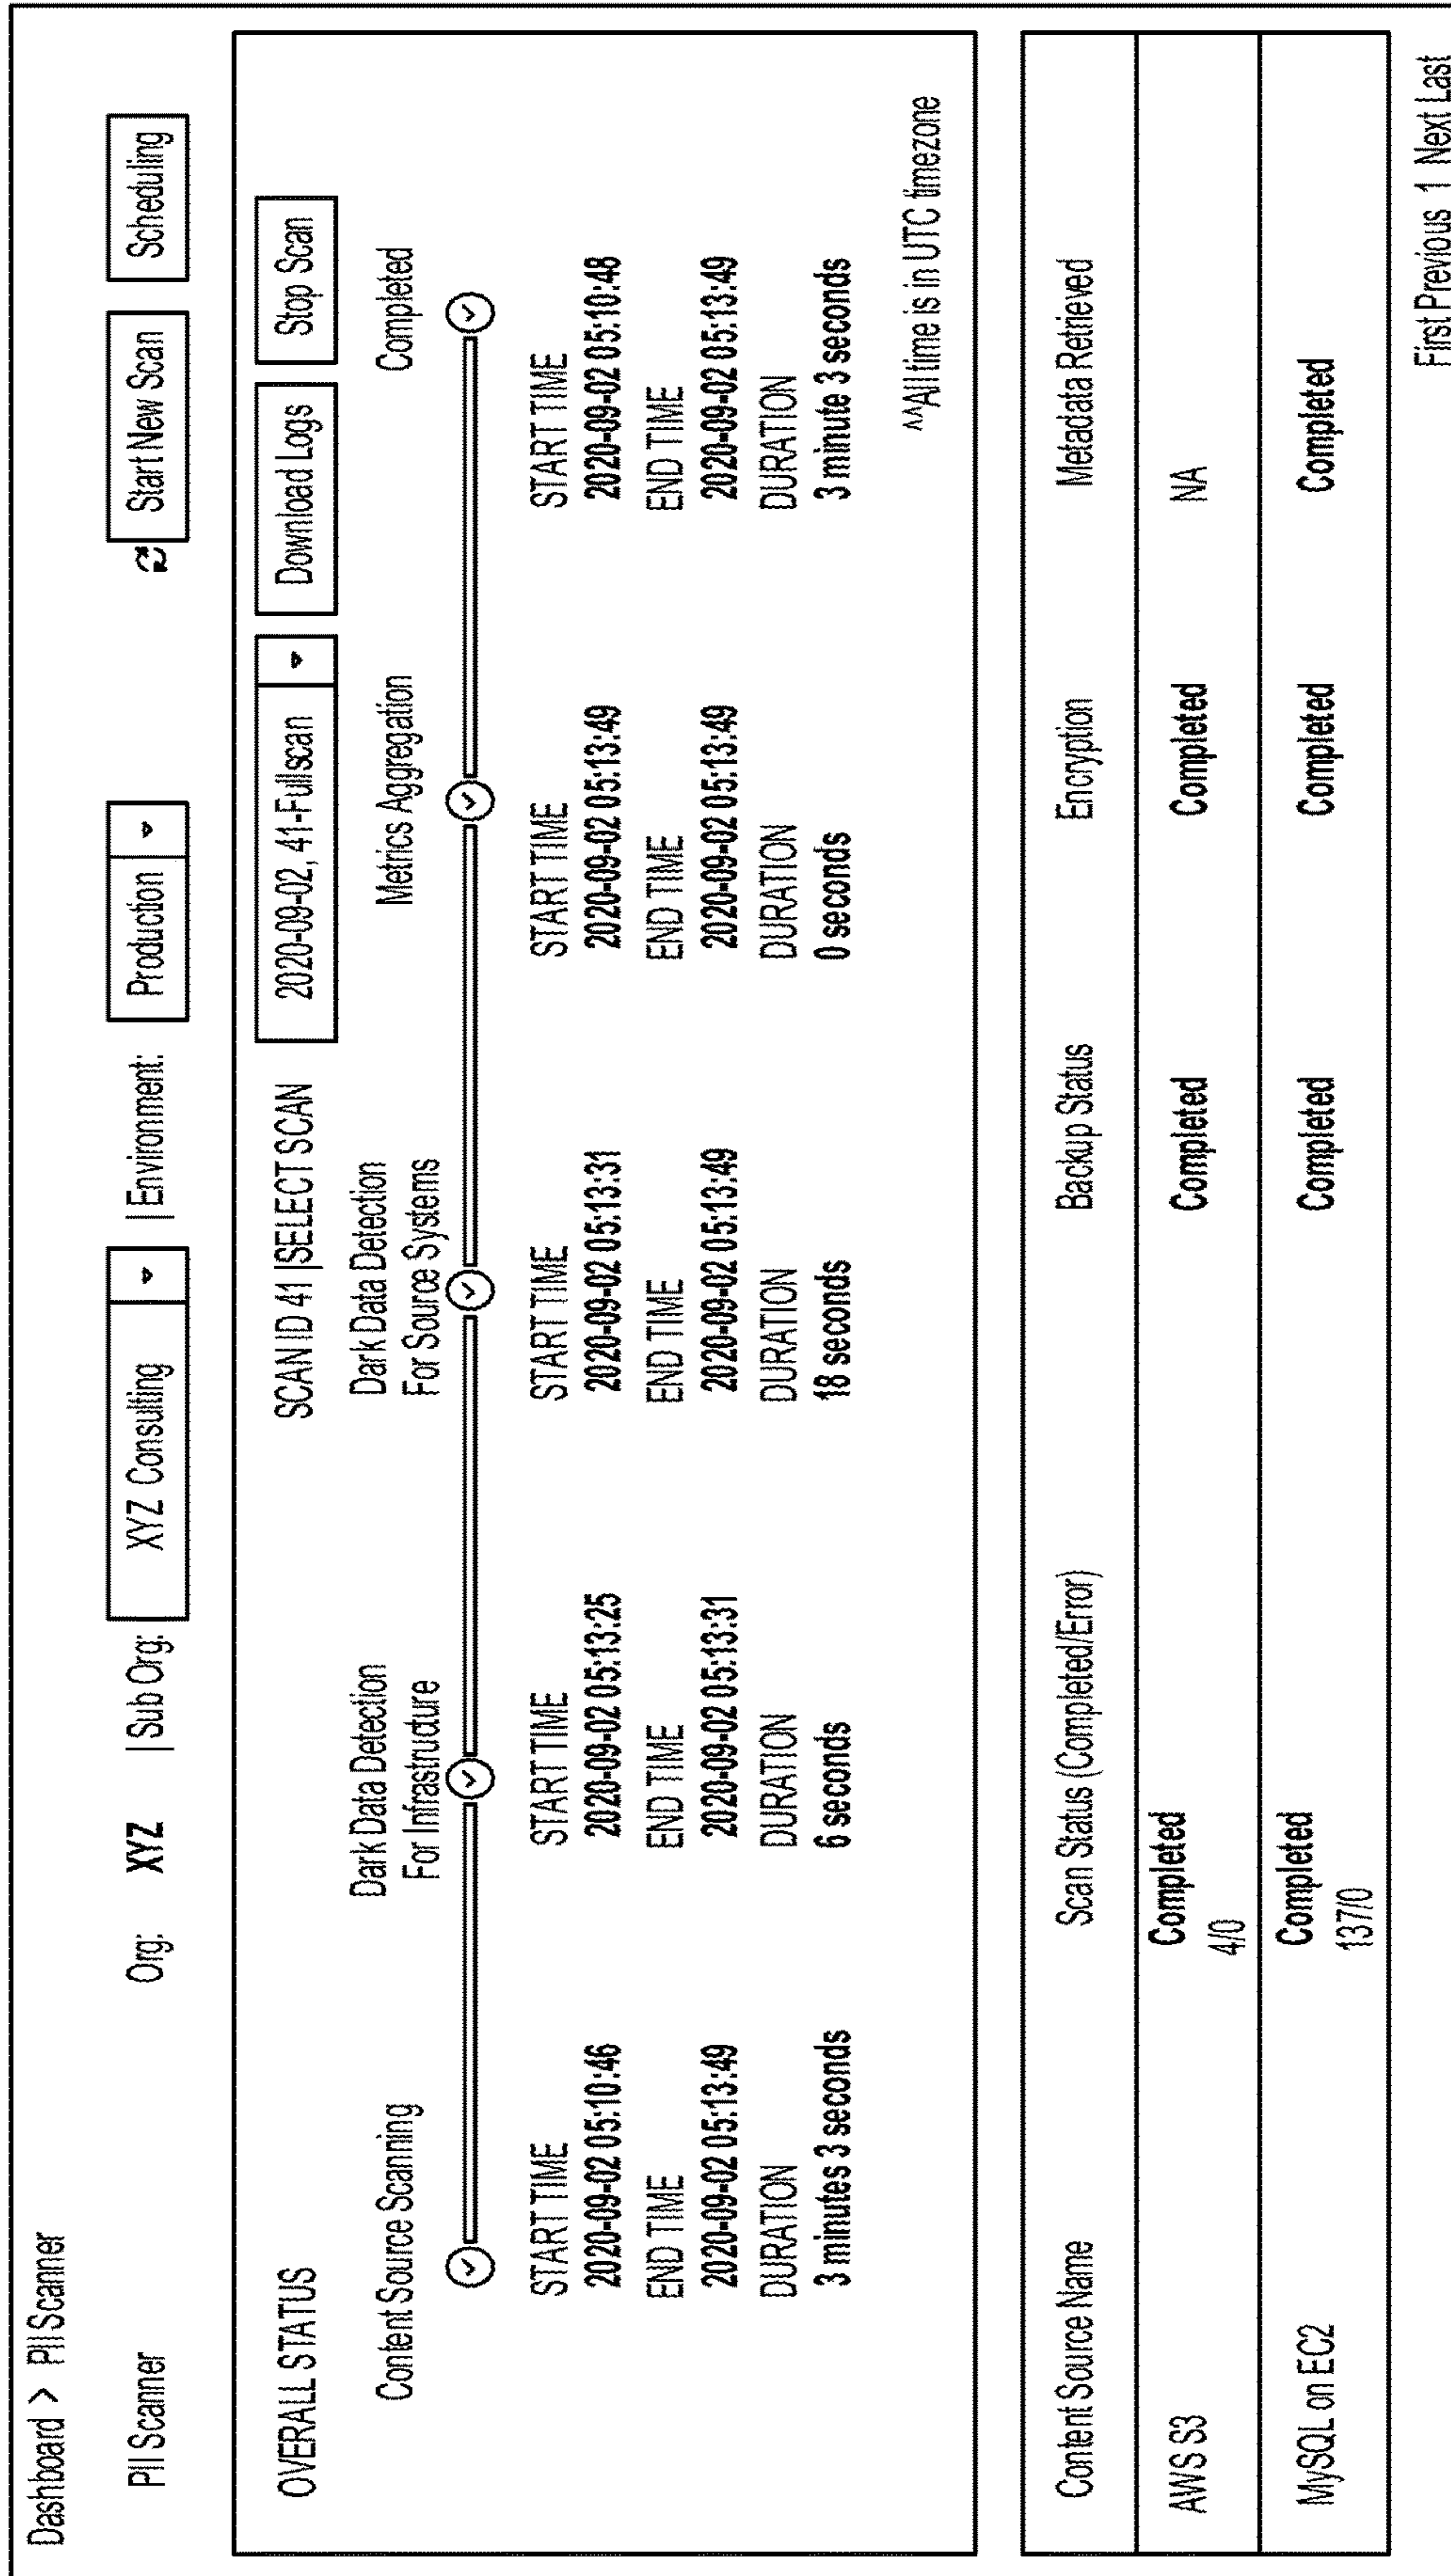 Dashboard > PII Scanner
PII Scanner Org: XYZ | Sub Org: XYZ Consulting | Environment: Production Start New Scan Scheduling
OVERALL STATUS SCAN ID 41 | SELECT SCAN 2020-09-02, 41-Full scan Download Logs Stop Scan
Content Source Scanning
Dark Data Detection
For Infrastructure
Dark Data Detection
For Source Systems
Metrics Aggregation
Completed
START TIME START TIME START TIME START TIME START TIME
2020-09-02 05:10:46 2020-09-02 05:13:25 2020-09-02 05:13:31 2020-09-02 05:13:49 2020-09-02 05:10:48
END TIME END TIME END TIME END TIME END TIME
2020-09-02 05:13:49 2020-09-02 05:13:31 2020-09-02 05:13:49 2020-09-02 05:13:49 2020-09-02 05:13:49
DURATION DURATION DURATION DURATION DURATION
3 minutes 3 seconds 6 seconds 18 seconds 0 seconds 3 minute 3 seconds
^^All time is in UTC timezone
Content Source Name Scan Status (Completed/Error) Backup Status Encryption Metadata Retrieved
AWS S3 Completed Completed Completed NA
4/0
MySQL on EC2 Completed Completed Completed Completed
137/0
First Previous 1 Next Last